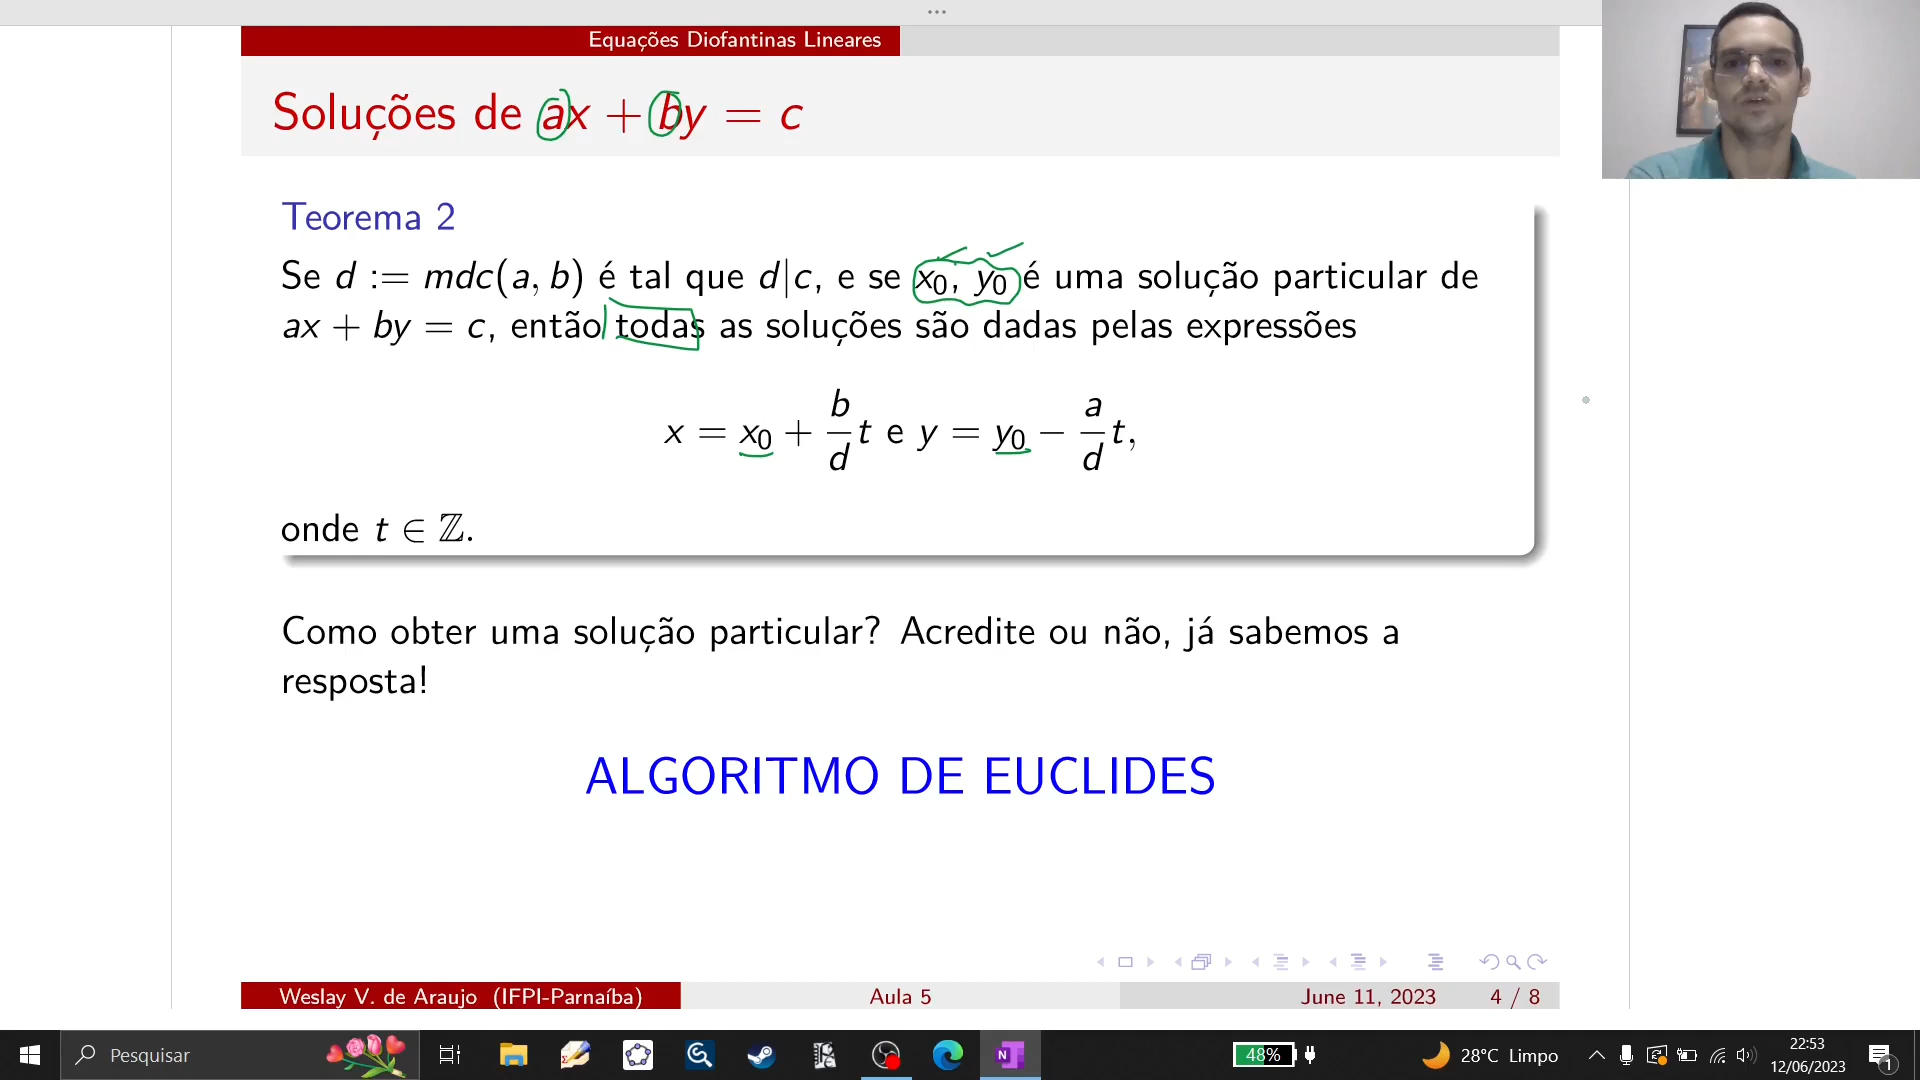 Equações Diofantinas Lineares
Soluções de ax + by = c
Teorema 2
Se d := mdc(a, b) é tal que d|c, e se x₀, y₀ é uma solução particular de
ax + by = c, então todas as soluções são dadas pelas expressões
x = x₀ + b/d t e y = y₀ − a/d t,
onde t ∈ ℤ.
Como obter uma solução particular? Acredite ou não, já sabemos a
resposta!
ALGORITMO DE EUCLIDES
Weslay V. de Araujo (IFPI-Parnaíba) Aula 5 June 11, 2023 4 / 8
Pesquisar 48% 28°C Limpo 22:53
12/06/2023 1